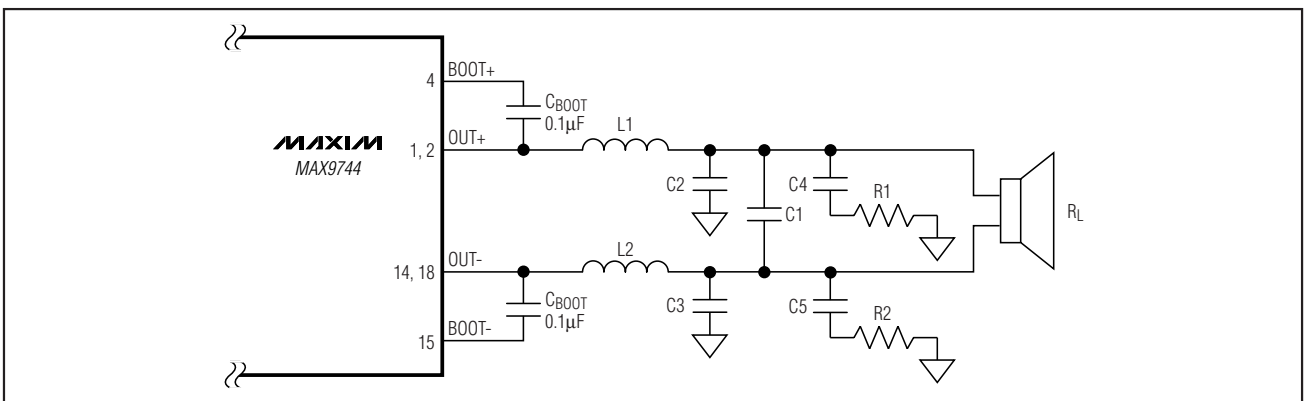 4
BOOT+
CBOOT
0.1µF
L1
1, 2
OUT+
MAXIM
MAX9744
C2
C4
R1
C1
RL
L2
14, 18
OUT-
C3
C5
R2
CBOOT
0.1µF
15
BOOT-